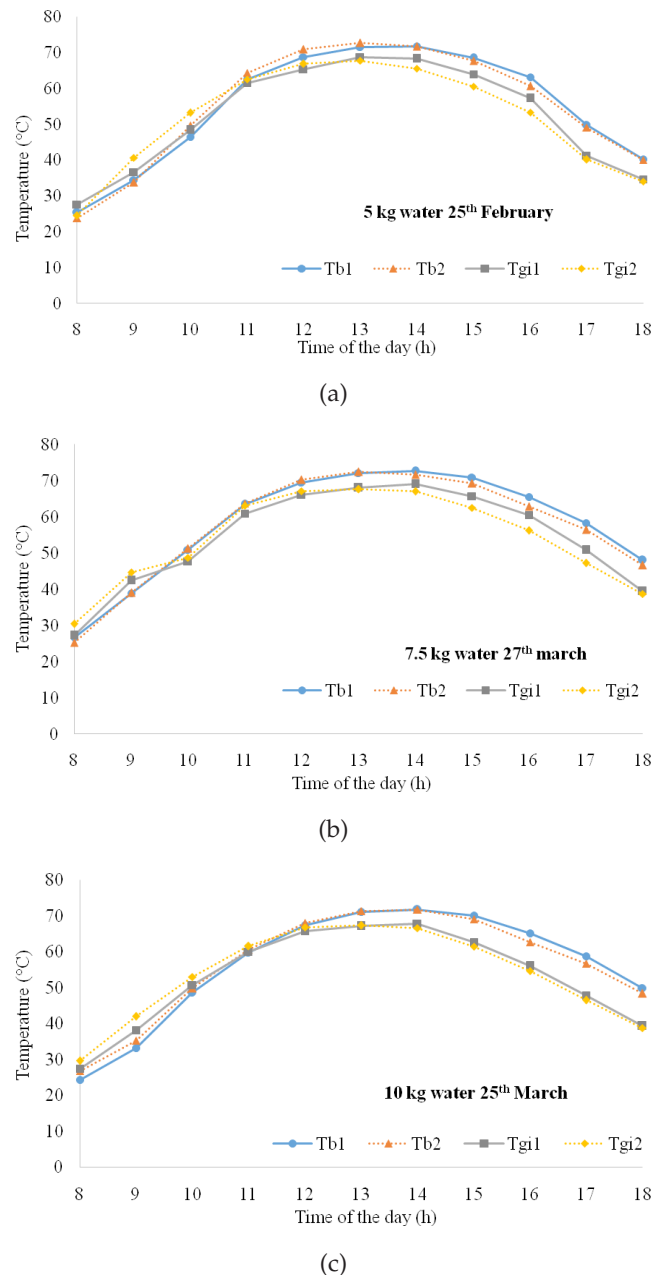 80
70
60
50
40
30
20
10
0
Temperature (°C)
5 kg water 25th February
Tb1 Tb2 Tgi1 Tgi2
8 9 10 11 12 13 14 15 16 17 18
Time of the day (h)
(a)
80
70
60
50
40
30
20
10
0
Temperature (°C)
7.5 kg water 27th march
Tb1 Tb2 Tgi1 Tgi2
8 9 10 11 12 13 14 15 16 17 18
Time of the day (h)
(b)
80
70
60
50
40
30
20
10
0
Temperature (°C)
10 kg water 25th March
Tb1 Tb2 Tgi1 Tgi2
8 9 10 11 12 13 14 15 16 17 18
Time of the day (h)
(c)